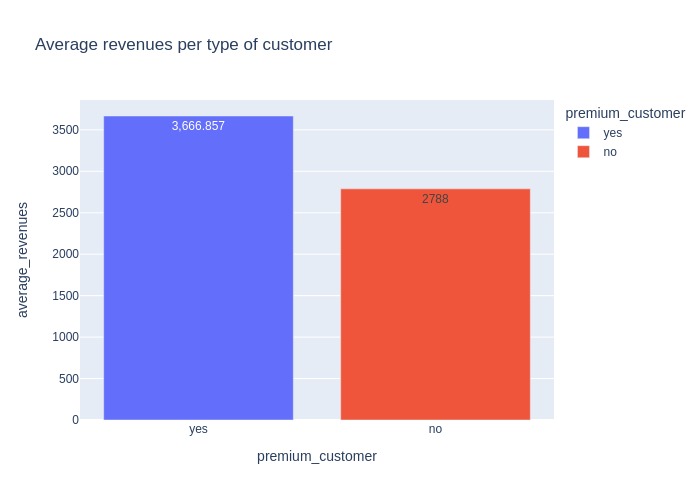 Average revenues per type of customer
premium_customer
yes
no
3500
3000
2500
2000
1500
1000
500
0
average_revenues
3,666.857
2788
yes
no
premium_customer